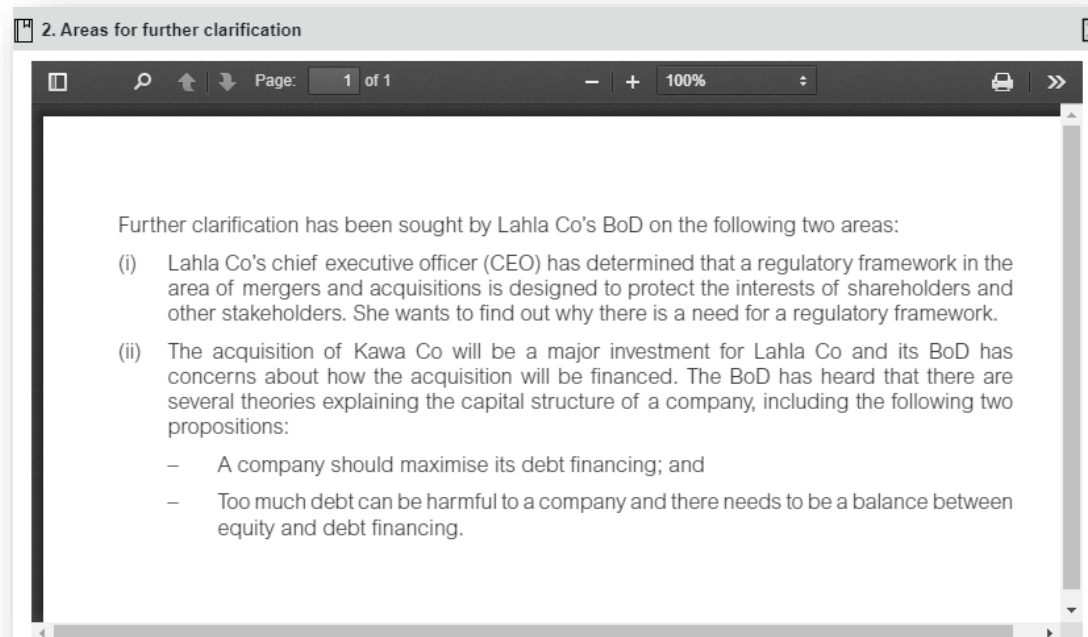 2. Areas for further clarification
Page: 1 of 1 100%
Further clarification has been sought by Lahla Co's BoD on the following two areas:
(i) Lahla Co's chief executive officer (CEO) has determined that a regulatory framework in the
area of mergers and acquisitions is designed to protect the interests of shareholders and
other stakeholders. She wants to find out why there is a need for a regulatory framework.
(ii) The acquisition of Kawa Co will be a major investment for Lahla Co and its BoD has
concerns about how the acquisition will be financed. The BoD has heard that there are
several theories explaining the capital structure of a company, including the following two
propositions:
– A company should maximise its debt financing; and
– Too much debt can be harmful to a company and there needs to be a balance between
equity and debt financing.